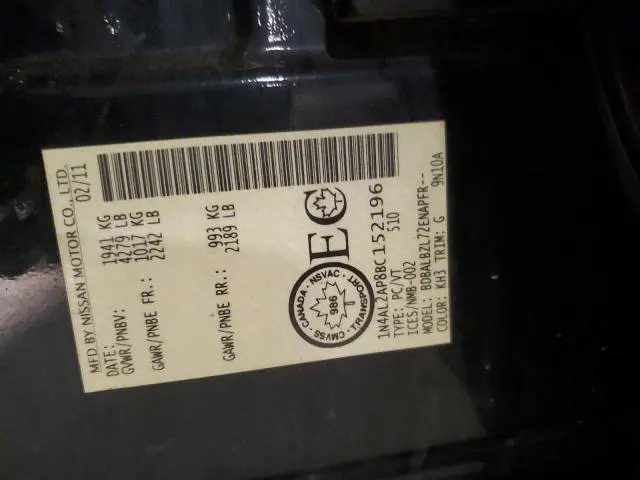 MFD BY NISSAN MOTOR CO., LTD.
DATE: 02/11
GVWR/PNBV: 1941 KG
4279 LB
GAWR/PNBE FR.: 1017 KG
2242 LB
GAWR/PNBE RR.: 993 KG
2189 LB
CANADA · NSVAC · TRANSPORT · CMVSS
986
EC
1N4AL2AP8BC152196
TYPE: PC/VT 510
ICES/NMB-002
MODEL: BDBALBZL72ENAPFR--
COLOR: KH3 TRIM: G 9N10A